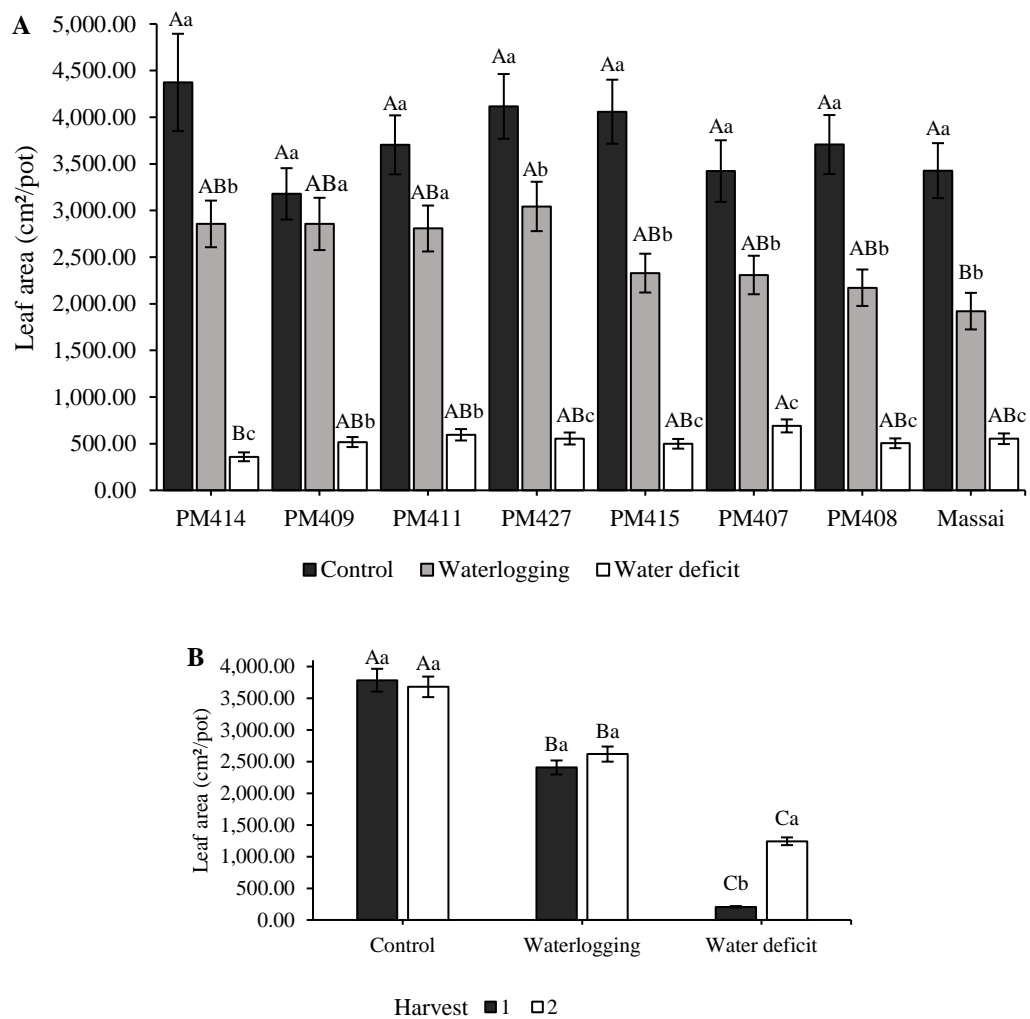 A
5,000.00
4,500.00
4,000.00
3,500.00
3,000.00
2,500.00
2,000.00
1,500.00
1,000.00
500.00
0.00
Leaf area (cm²/pot)
Aa ABb Bc
Aa ABa ABb
Aa ABa ABb
Aa Ab ABc
Aa ABb ABc
Aa ABb Ac
Aa ABb ABc
Aa Bb ABc
PM414 PM409 PM411 PM427 PM415 PM407 PM408 Massai
Control Waterlogging Water deficit
B
4,000.00
3,500.00
3,000.00
2,500.00
2,000.00
1,500.00
1,000.00
500.00
0.00
Leaf area (cm²/pot)
Aa Aa
Ba Ba
Cb Ca
Control Waterlogging Water deficit
Harvest 1 2